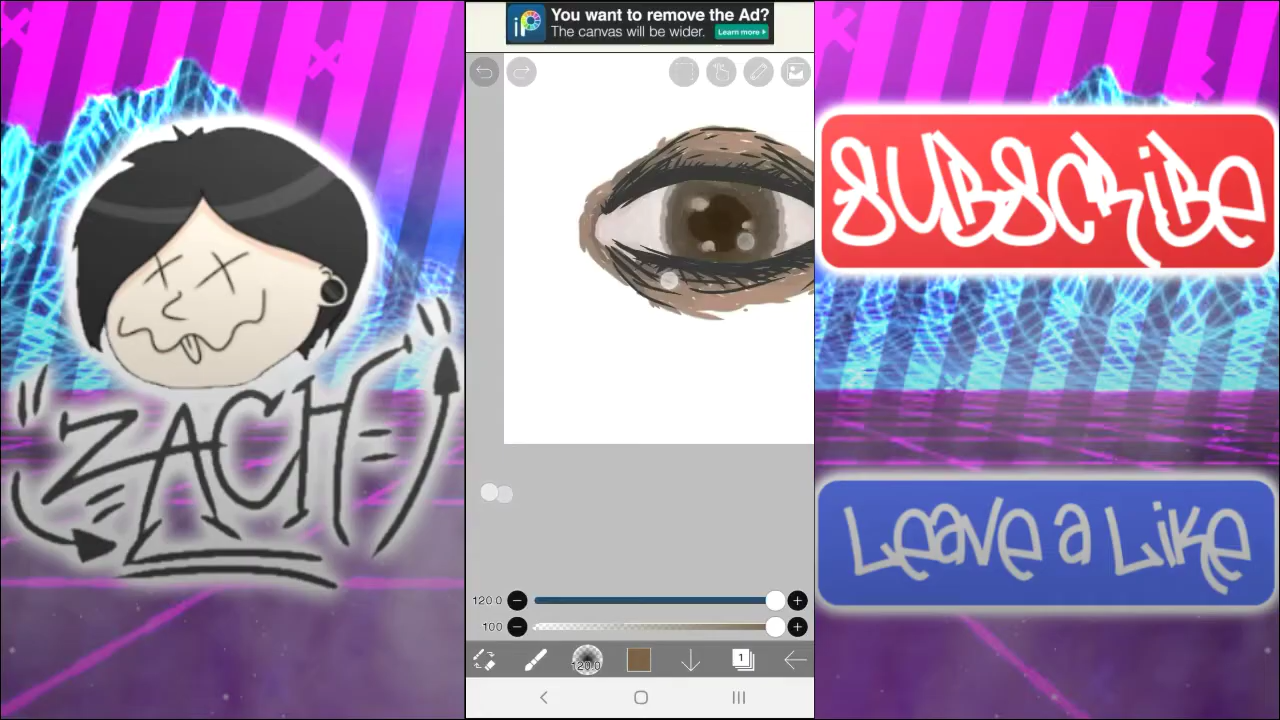 You want to remove the Ad?
The canvas will be wider.
Learn more
iP
SUBSCRIBE
"ZACH"
Leave a Like
120.0
100
120.0
1